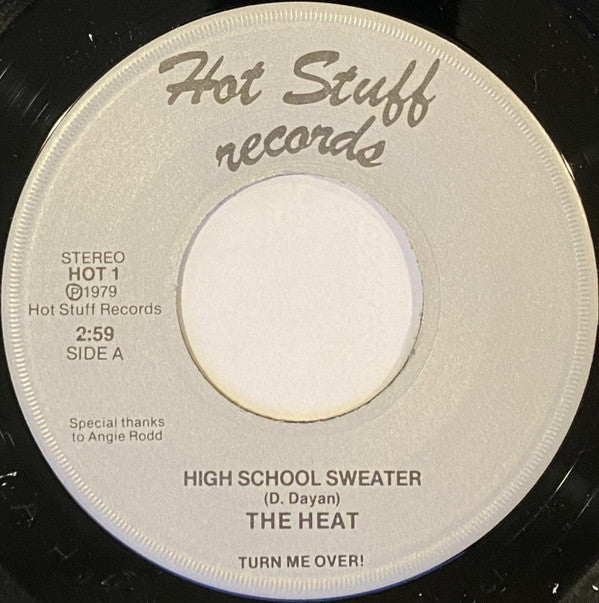 Hot Stuff
records
STEREO
HOT 1
℗1979
Hot Stuff Records
2:59
SIDE A
Special thanks
to Angie Rodd
HIGH SCHOOL SWEATER
(D. Dayan)
THE HEAT
TURN ME OVER!